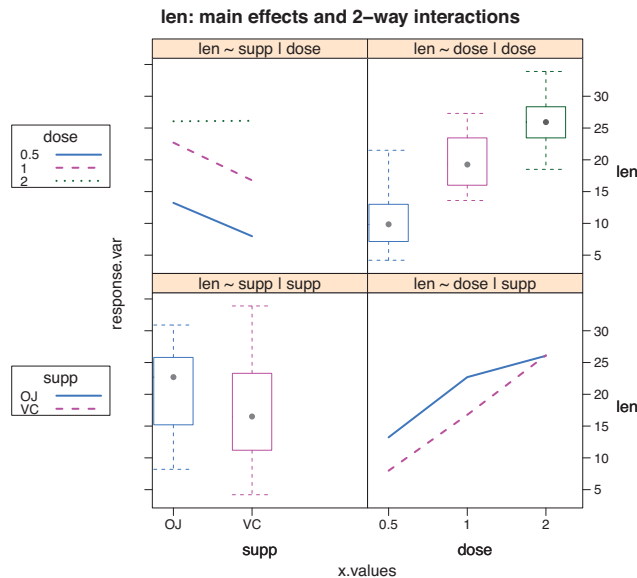 len: main effects and 2−way interactions
len ~ supp | dose
len ~ dose | dose
dose
0.5
1
2
30
25
20
15
10
5
len
response.var
len ~ supp | supp
len ~ dose | supp
supp
OJ
VC
30
25
20
15
10
5
len
OJ VC
0.5 1 2
supp
dose
x.values